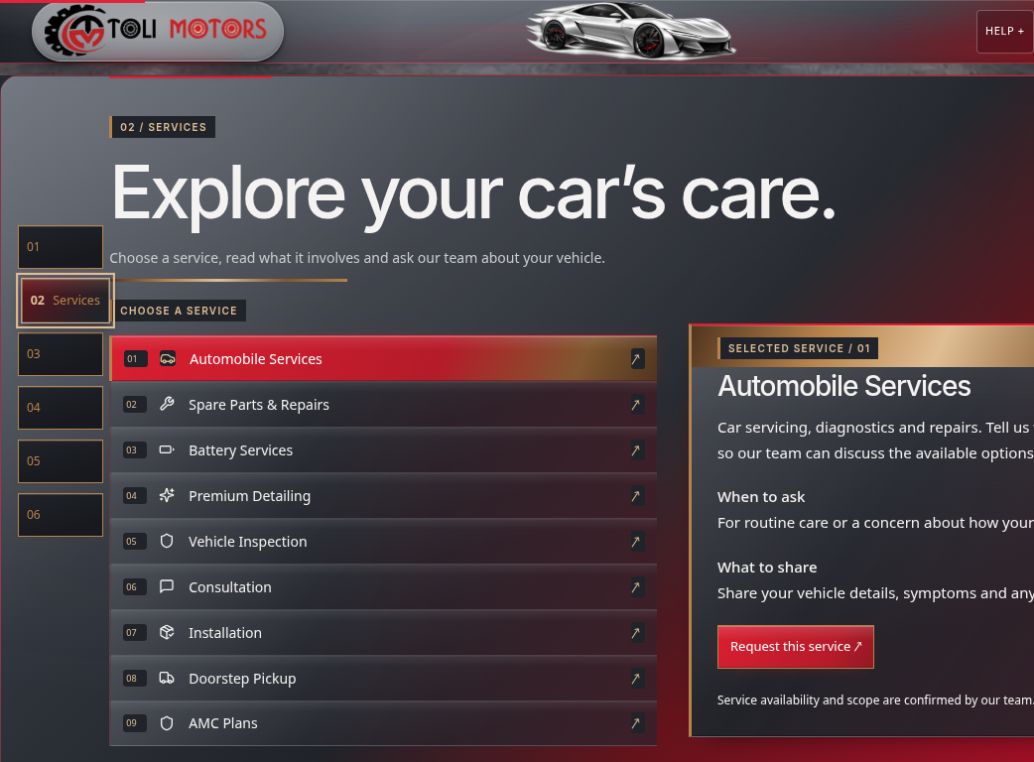 TOLI MOTORS
HELP +
02 / SERVICES
Explore your car’s care.
Choose a service, read what it involves and ask our team about your vehicle.
01
02 Services
03
04
05
06
CHOOSE A SERVICE
01 Automobile Services ↗
02 Spare Parts & Repairs ↗
03 Battery Services ↗
04 Premium Detailing ↗
05 Vehicle Inspection ↗
06 Consultation ↗
07 Installation ↗
08 Doorstep Pickup ↗
09 AMC Plans ↗
SELECTED SERVICE / 01
Automobile Services
Car servicing, diagnostics and repairs. Tell us
so our team can discuss the available options
When to ask
For routine care or a concern about how your
What to share
Share your vehicle details, symptoms and any
Request this service ↗
Service availability and scope are confirmed by our team.